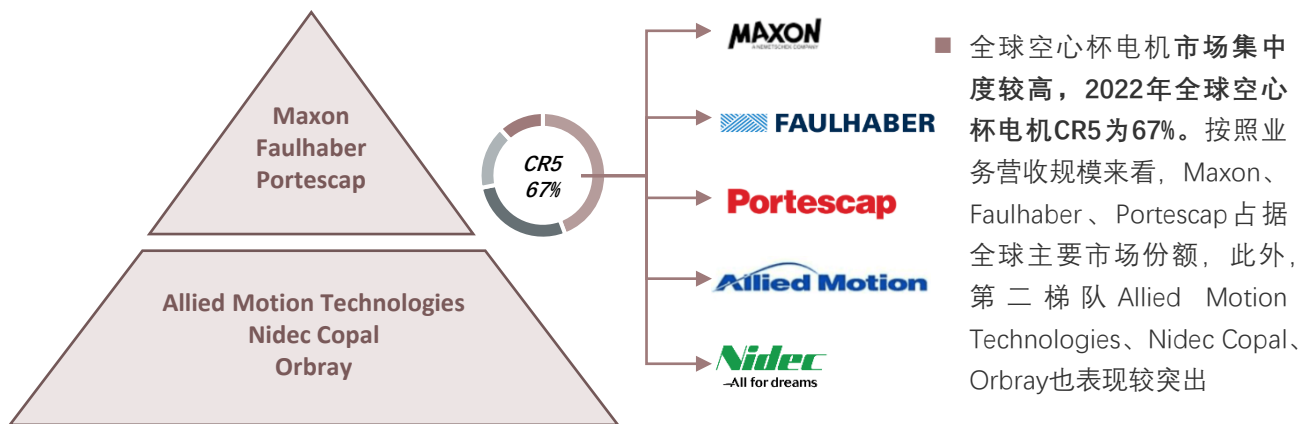 Maxon
Faulhaber
Portescap
Allied Motion Technologies
Nidec Copal
Orbray
CR5
67%
MAXON
A NEMETSCHEK COMPANY
FAULHABER
Portescap
Allied Motion
Nidec
All for dreams
全球空心杯电机市场集中
度较高，2022年全球空心
杯电机CR5为67%。按照业
务营收规模来看，Maxon、
Faulhaber、Portescap占据
全球主要市场份额，此外，
第二梯队Allied Motion
Technologies、Nidec Copal、
Orbray也表现较突出